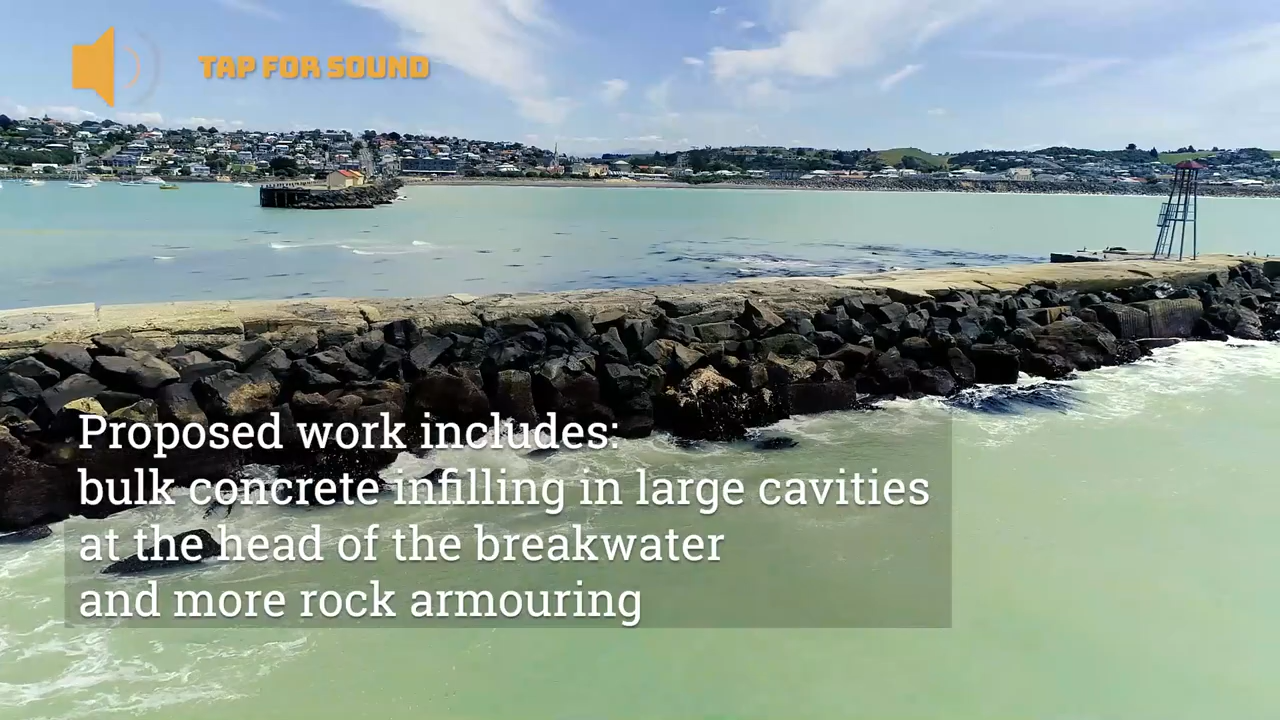 TAP FOR SOUND
Proposed work includes:
bulk concrete infilling in large cavities
at the head of the breakwater
and more rock armouring